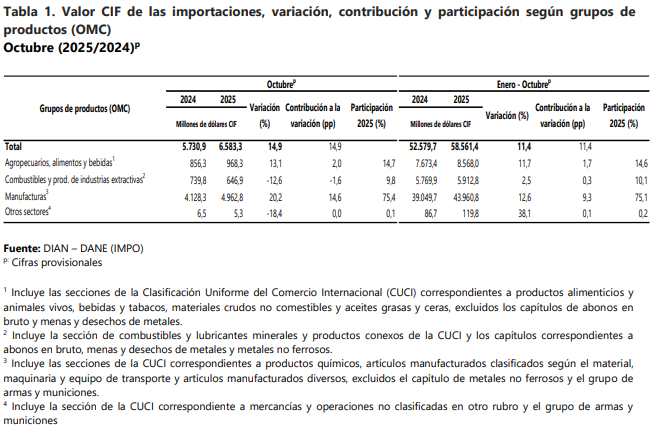 Tabla 1. Valor CIF de las importaciones, variación, contribución y participación según grupos de
productos (OMC)
Octubre (2025/2024)p
Octubrep Enero - Octubrep
Grupos de productos (OMC) 2024 2025 Variación (%) Contribución a la variación (pp) Participación 2025 (%) 2024 2025 Variación (%) Contribución a la variación (pp) Participación 2025 (%)
Millones de dólares CIF Millones de dólares CIF
Total 5.730,9 6.583,3 14,9 14,9 52.579,7 58.561,4 11,4 11,4
Agropecuarios, alimentos y bebidas1 856,3 968,3 13,1 2,0 14,7 7.673,4 8.568,0 11,7 1,7 14,6
Combustibles y prod. de industrias extractivas2 739,8 646,9 -12,6 -1,6 9,8 5.769,9 5.912,8 2,5 0,3 10,1
Manufacturas3 4.128,3 4.962,8 20,2 14,6 75,4 39.049,7 43.960,8 12,6 9,3 75,1
Otros sectores4 6,5 5,3 -18,4 0,0 0,1 86,7 119,8 38,1 0,1 0,2
Fuente: DIAN – DANE (IMPO)
p: Cifras provisionales
1 Incluye las secciones de la Clasificación Uniforme del Comercio Internacional (CUCI) correspondientes a productos alimenticios y
animales vivos, bebidas y tabacos, materiales crudos no comestibles y aceites grasas y ceras, excluidos los capítulos de abonos en
bruto y menas y desechos de metales.
2 Incluye la sección de combustibles y lubricantes minerales y productos conexos de la CUCI y los capítulos correspondientes a
abonos en bruto, menas y desechos de metales y metales no ferrosos.
3 Incluye las secciones de la CUCI correspondientes a productos químicos, artículos manufacturados clasificados según el material,
maquinaria y equipo de transporte y artículos manufacturados diversos, excluidos el capítulo de metales no ferrosos y el grupo de
armas y municiones.
4 Incluye la sección de la CUCI correspondiente a mercancías y operaciones no clasificadas en otro rubro y el grupo de armas y
municiones